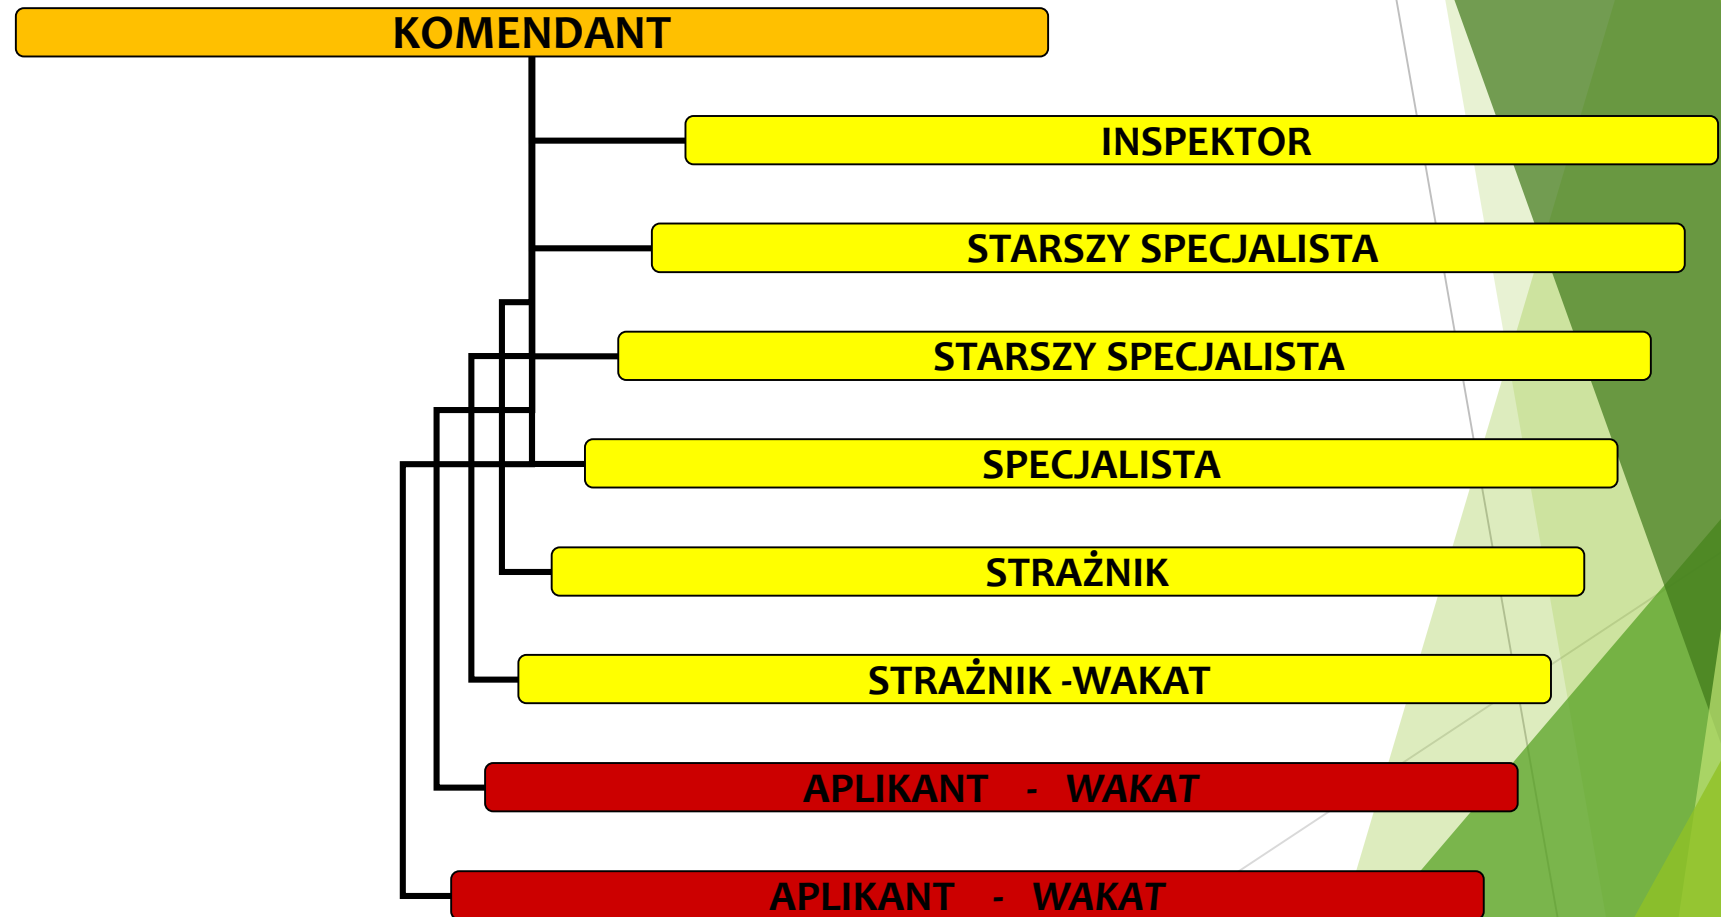 KOMENDANT
INSPEKTOR
STARSZY SPECJALISTA
STARSZY SPECJALISTA
SPECJALISTA
STRAŻNIK
STRAŻNIK -WAKAT
APLIKANT - WAKAT
APLIKANT - WAKAT